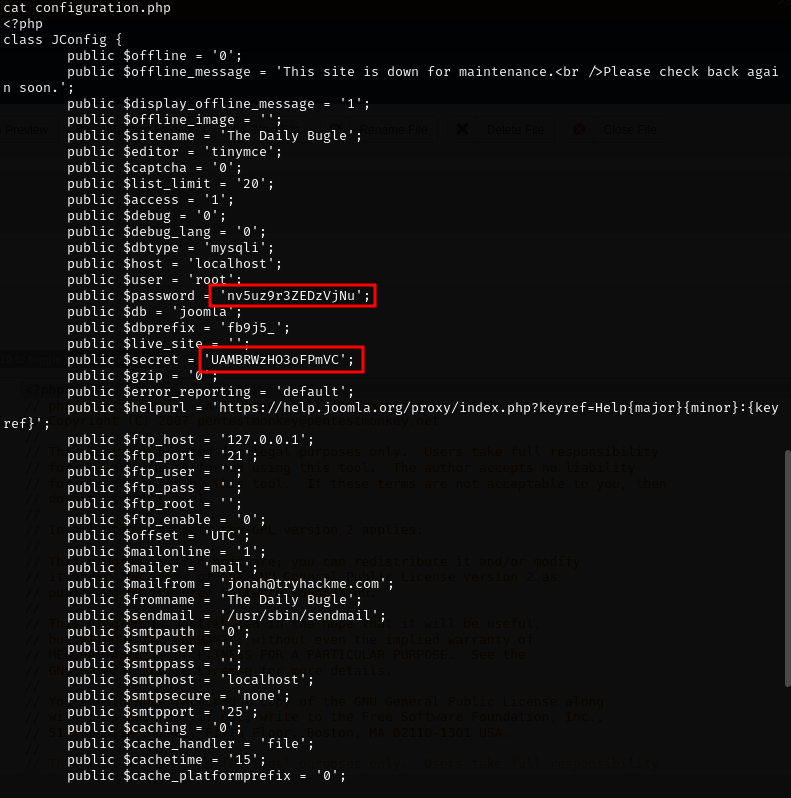 cat configuration.php
<?php
class JConfig {
        public $offline = '0';
        public $offline_message = 'This site is down for maintenance.<br />Please check back agai
n soon.';
        public $display_offline_message = '1';
        public $offline_image = '';
        public $sitename = 'The Daily Bugle';
        public $editor = 'tinymce';
        public $captcha = '0';
        public $list_limit = '20';
        public $access = '1';
        public $debug = '0';
        public $debug_lang = '0';
        public $dbtype = 'mysqli';
        public $host = 'localhost';
        public $user = 'root';
        public $password = 'nv5uz9r3ZEDzVjNu';
        public $db = 'joomla';
        public $dbprefix = 'fb9j5_';
        public $live_site = '';
        public $secret = 'UAMBRWzHO3oFPmVC';
        public $gzip = '0';
        public $error_reporting = 'default';
        public $helpurl = 'https://help.joomla.org/proxy/index.php?keyref=Help{major}{minor}:{key
ref}';
        public $ftp_host = '127.0.0.1';
        public $ftp_port = '21';
        public $ftp_user = '';
        public $ftp_pass = '';
        public $ftp_root = '';
        public $ftp_enable = '0';
        public $offset = 'UTC';
        public $mailonline = '1';
        public $mailer = 'mail';
        public $mailfrom = 'jonah@tryhackme.com';
        public $fromname = 'The Daily Bugle';
        public $sendmail = '/usr/sbin/sendmail';
        public $smtpauth = '0';
        public $smtpuser = '';
        public $smtppass = '';
        public $smtphost = 'localhost';
        public $smtpsecure = 'none';
        public $smtpport = '25';
        public $caching = '0';
        public $cache_handler = 'file';
        public $cachetime = '15';
        public $cache_platformprefix = '0';